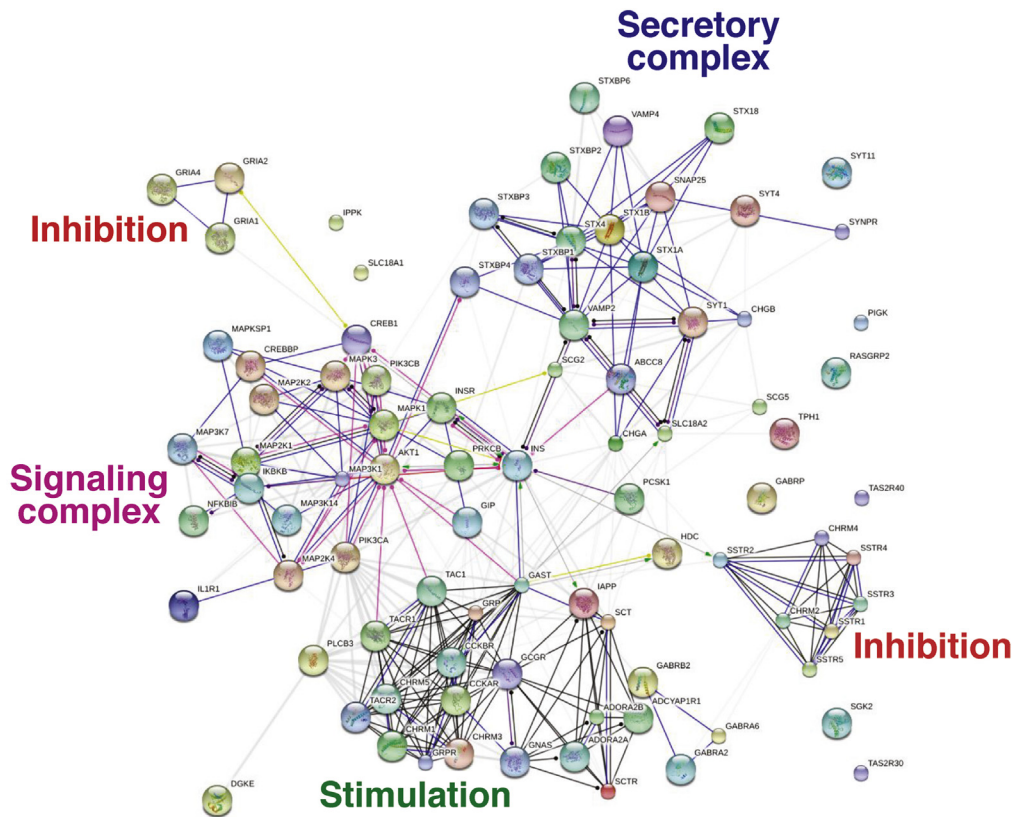 Secretory
complex
STXBP6
VAMP4
STX18
STXBP2
SYT11
GRIA2
GRIA4
SNAP25
SYT4
STXBP3
GRIA1
IPPK
STX1B
STX4
SYNPR
Inhibition
STXBP1
STX1A
SLC18A1
STXBP4
VAMP2
SYT1
CHGB
PIGK
MAPKSP1
CREB1
CREBBP
MAPK3
PIK3CB
SCG2
ABCC8
RASGRP2
MAP2K2
INSR
SCG5
MAPK1
SLC18A2
TPH1
CHGA
MAP3K7
MAP2K1
AKT1
PRKCB
INS
IKBKB
MAP3K1
Signaling
complex
PCSK1
GABRP
TAS2R40
NFKBIB
MAP3K14
GIP
CHRM4
PIK3CA
HDC
SSTR2
SSTR4
MAP2K4
IL1R1
TAC1
GAST
IAPP
SSTR3
GRP
SCT
CHRM2
SSTR1
TACR1
Inhibition
PLCB3
CCKBR
GCGR
SSTR5
GABRB2
CHRM5
CCKAR
TACR2
ADORA2B
ADCYAP1R1
SGK2
CHRM1
CHRM3
GABRA6
GRPR
GNAS
ADORA2A
GABRA2
TAS2R30
SCTR
DGKE
Stimulation